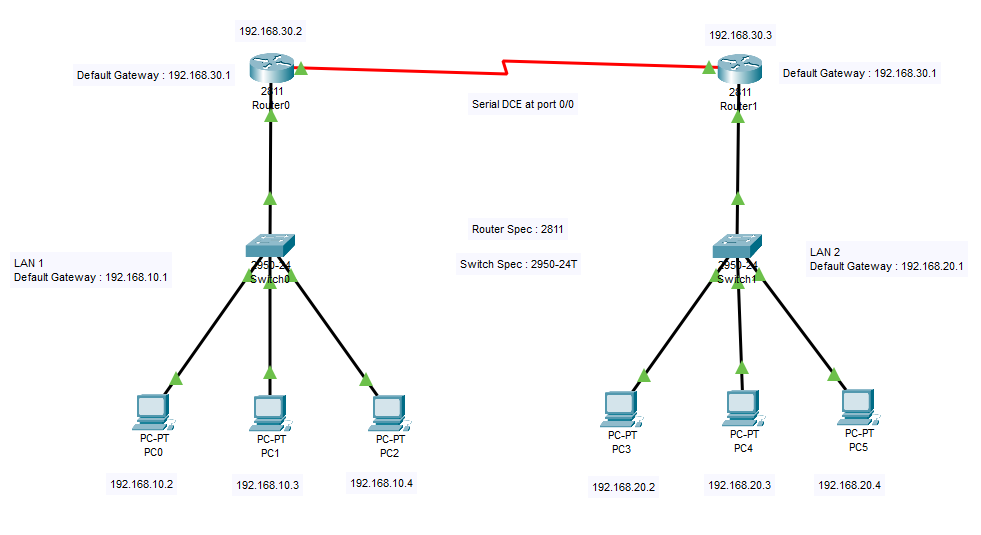 192.168.30.2
192.168.30.3
Default Gateway : 192.168.30.1
Default Gateway : 192.168.30.1
2811
Router0
2811
Router1
Serial DCE at port 0/0
Router Spec : 2811
Switch Spec : 2950-24T
LAN 1
Default Gateway : 192.168.10.1
2950-24
Switch0
2950-24
Switch1
LAN 2
Default Gateway : 192.168.20.1
PC-PT
PC0
PC-PT
PC1
PC-PT
PC2
PC-PT
PC3
PC-PT
PC4
PC-PT
PC5
192.168.10.2
192.168.10.3
192.168.10.4
192.168.20.2
192.168.20.3
192.168.20.4